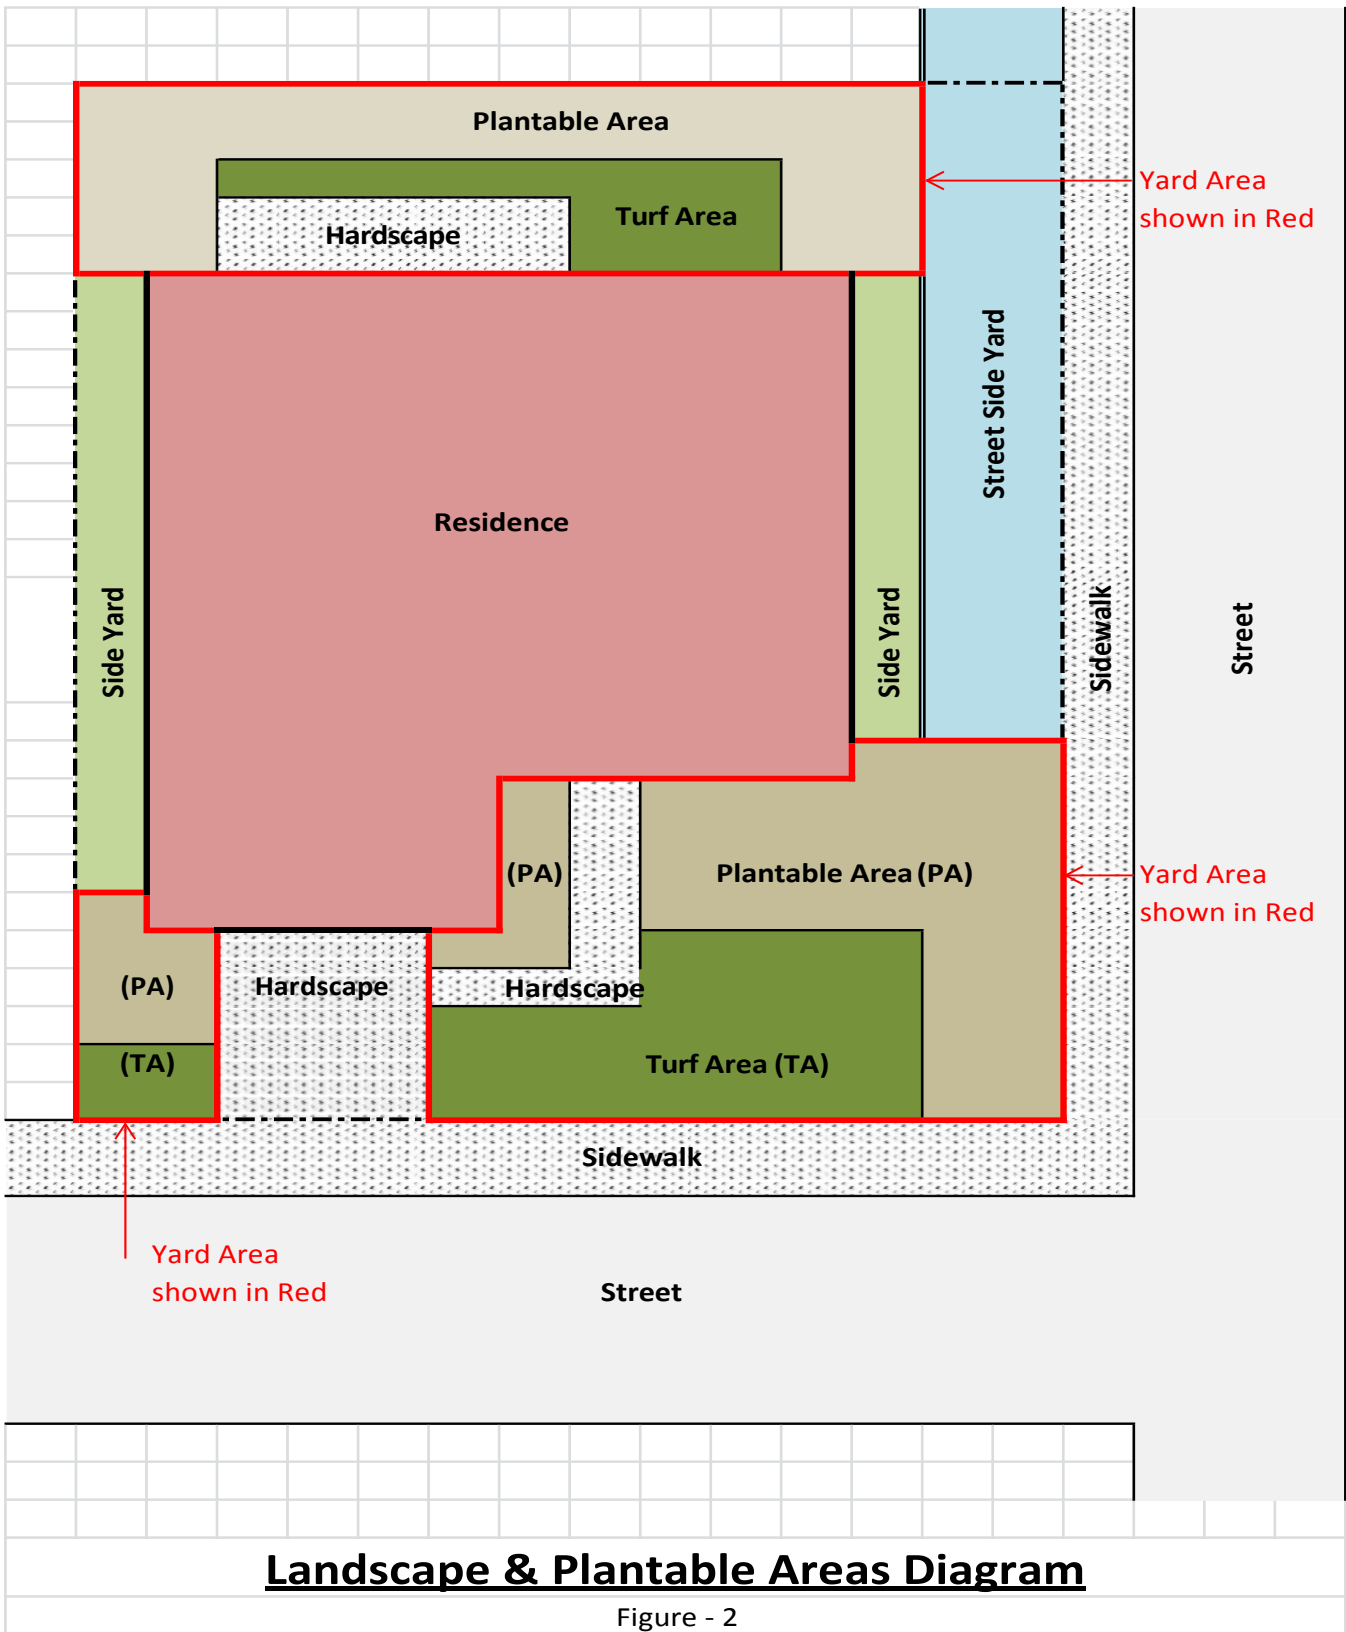 Plantable Area
Yard Area
shown in Red
Turf Area
Hardscape
Street Side Yard
Residence
Side Yard
Side Yard
Sidewalk
Street
(PA)
Plantable Area (PA)
Yard Area
shown in Red
(PA)
Hardscape
Hardscape
(TA)
Turf Area (TA)
Sidewalk
Yard Area
shown in Red
Street
Landscape & Plantable Areas Diagram
Figure - 2